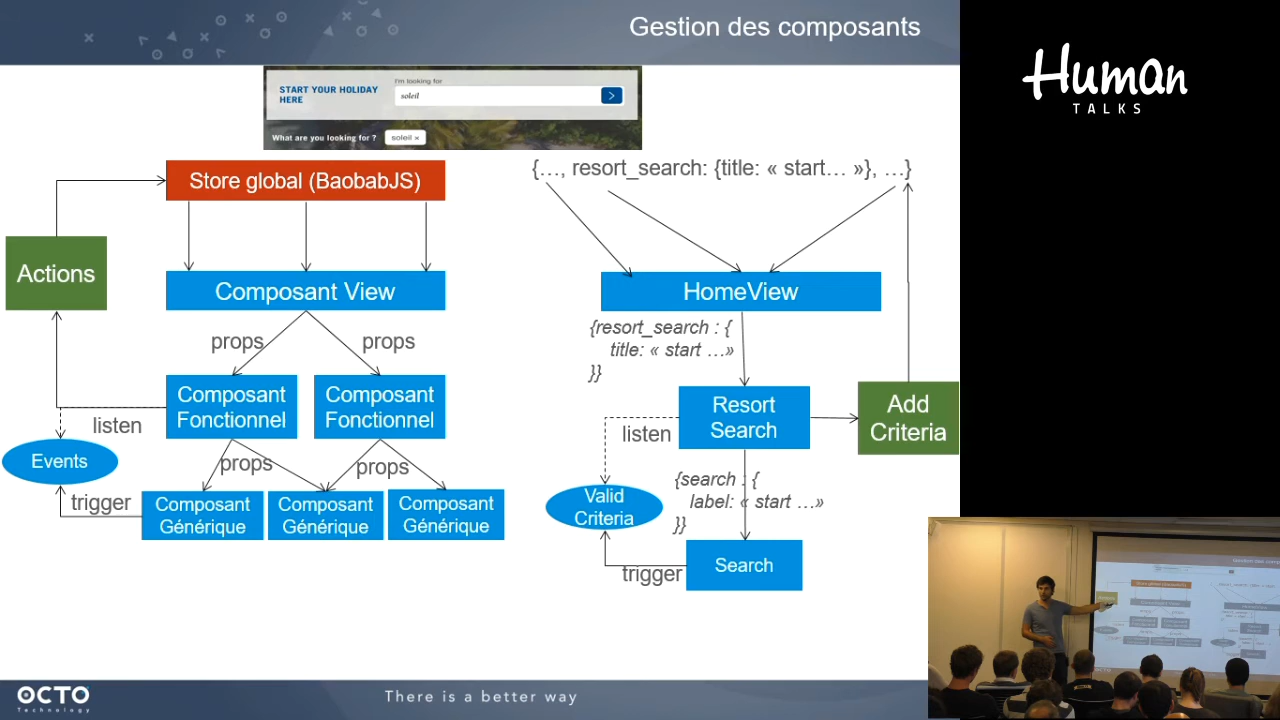 Gestion des composants
Human
TALKS
START YOUR HOLIDAY
HERE
I'm looking for
soleil
What are you looking for ?
soleil ×
Store global (BaobabJS)
{…, resort_search: {title: « start… »}, …}
Actions
Composant View
HomeView
props
props
{resort_search : {
title: « start …»
}}
Composant
Fonctionnel
Composant
Fonctionnel
Resort
Search
Add
Criteria
listen
listen
Events
props
props
{search : {
label: « start …»
}}
trigger
Composant
Générique
Composant
Générique
Composant
Générique
Valid
Criteria
trigger
Search
OCTO
Technology
There is a better way